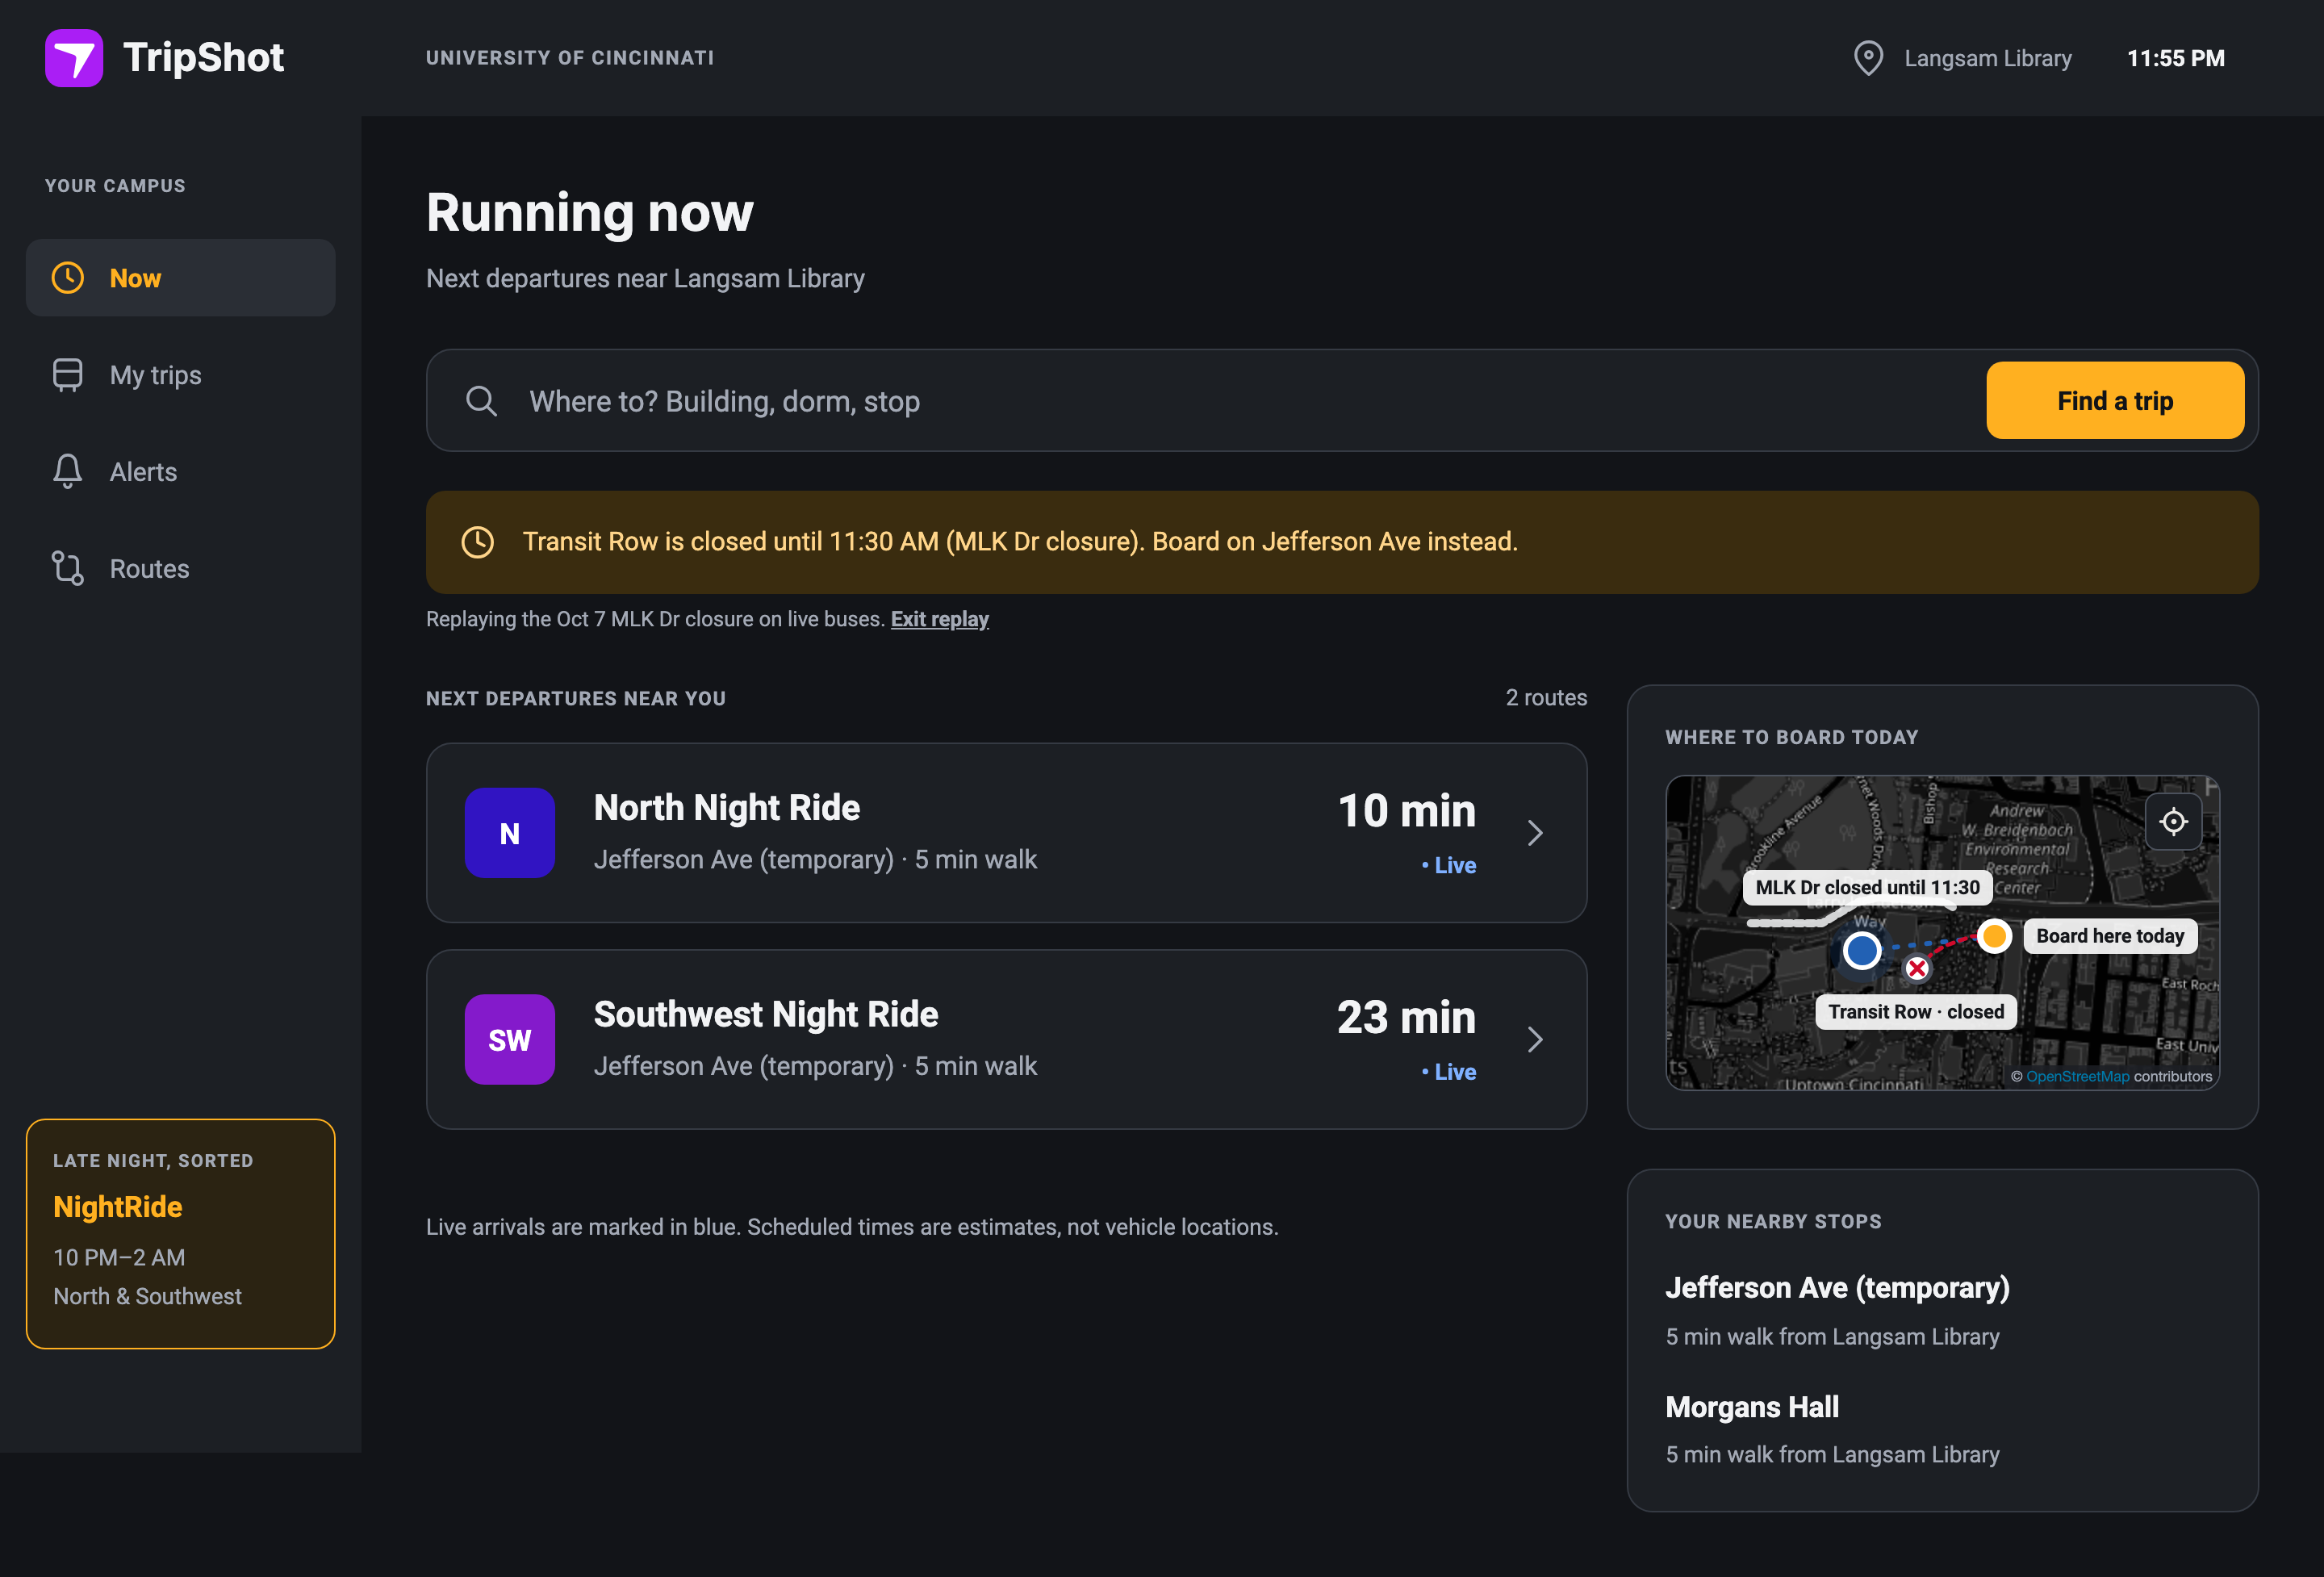 TripShot
UNIVERSITY OF CINCINNATI
Langsam Library
11:55 PM
YOUR CAMPUS
Now
My trips
Alerts
Routes
LATE NIGHT, SORTED
NightRide
10 PM–2 AM
North & Southwest
Running now
Next departures near Langsam Library
Where to? Building, dorm, stop
Find a trip
Transit Row is closed until 11:30 AM (MLK Dr closure). Board on Jefferson Ave instead.
Replaying the Oct 7 MLK Dr closure on live buses. Exit replay
NEXT DEPARTURES NEAR YOU
2 routes
N
North Night Ride
Jefferson Ave (temporary) · 5 min walk
10 min
• Live
SW
Southwest Night Ride
Jefferson Ave (temporary) · 5 min walk
23 min
• Live
Live arrivals are marked in blue. Scheduled times are estimates, not vehicle locations.
WHERE TO BOARD TODAY
Bishop
Andrew
W. Breidenbach
Environmental
Research
Center
MLK Dr closed until 11:30
Way
Board here today
Transit Row · closed
East Univ
Uptown Cincinnati
© OpenStreetMap contributors
YOUR NEARBY STOPS
Jefferson Ave (temporary)
5 min walk from Langsam Library
Morgans Hall
5 min walk from Langsam Library